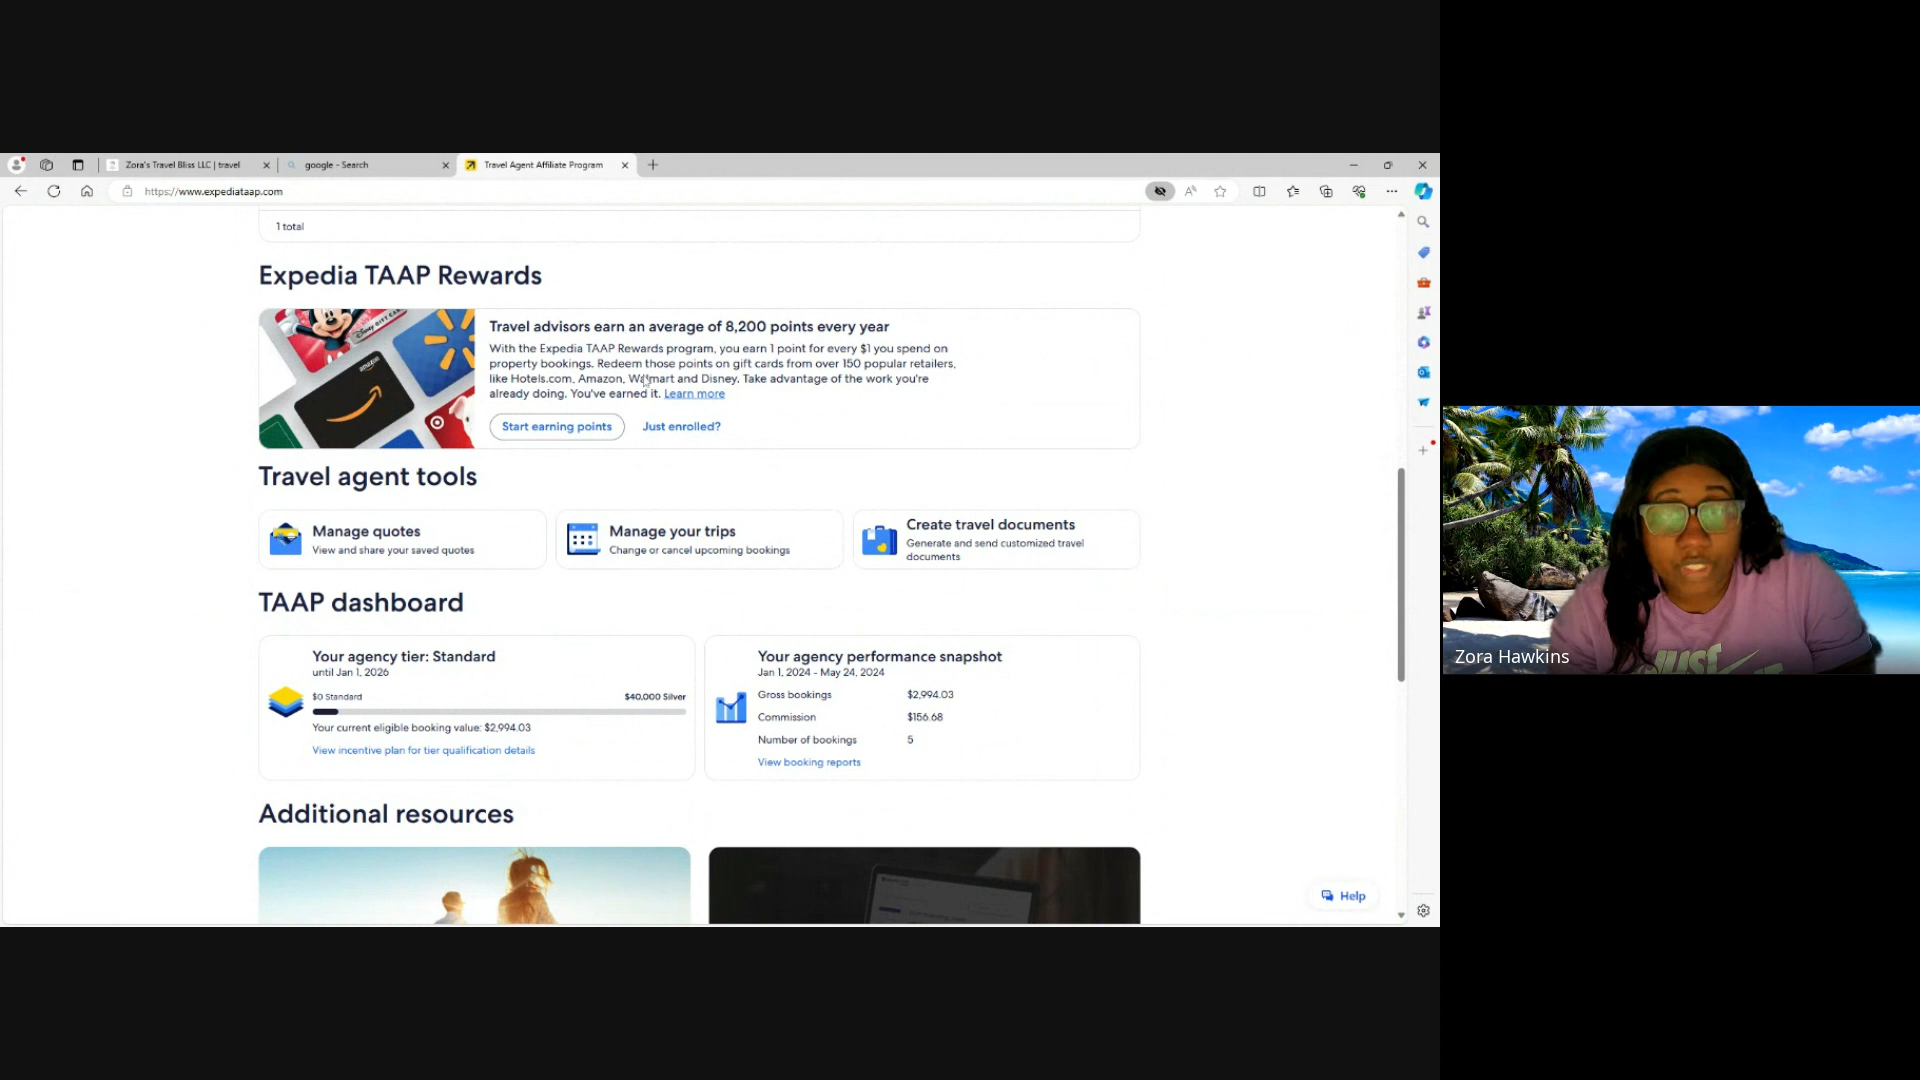 Zora's Travel Bliss LLC | travel
google - Search
Travel Agent Affiliate Program
https://www.expediataap.com
1 total
Expedia TAAP Rewards
Travel advisors earn an average of 8,200 points every year
With the Expedia TAAP Rewards program, you earn 1 point for every $1 you spend on
property bookings. Redeem those points on gift cards from over 150 popular retailers,
like Hotels.com, Amazon, Walmart and Disney. Take advantage of the work you're
already doing. You've earned it. Learn more
Start earning points
Just enrolled?
amazon
Travel agent tools
Manage quotes
View and share your saved quotes
Manage your trips
Change or cancel upcoming bookings
Create travel documents
Generate and send customized travel
documents
TAAP dashboard
Your agency tier: Standard
until Jan 1, 2026
$0 Standard
$40,000 Silver
Your current eligible booking value: $2,994.03
View incentive plan for tier qualification details
Your agency performance snapshot
Jan 1, 2024 - May 24, 2024
Gross bookings $2,994.03
Commission $156.68
Number of bookings 5
View booking reports
Additional resources
Help
JUST
Zora Hawkins